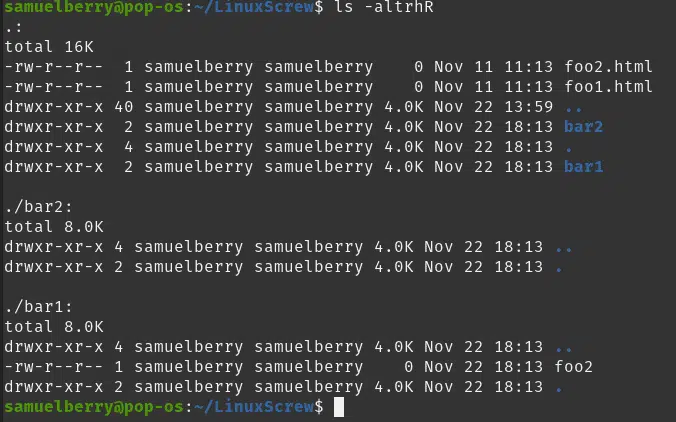 samuelberry@pop-os:~/LinuxScrew$ ls -altrhR
.:
total 16K
-rw-r--r--  1 samuelberry samuelberry    0 Nov 11 11:13 foo2.html
-rw-r--r--  1 samuelberry samuelberry    0 Nov 11 11:13 foo1.html
drwxr-xr-x 40 samuelberry samuelberry 4.0K Nov 22 13:59 ..
drwxr-xr-x  2 samuelberry samuelberry 4.0K Nov 22 18:13 bar2
drwxr-xr-x  4 samuelberry samuelberry 4.0K Nov 22 18:13 .
drwxr-xr-x  2 samuelberry samuelberry 4.0K Nov 22 18:13 bar1
./bar2:
total 8.0K
drwxr-xr-x 4 samuelberry samuelberry 4.0K Nov 22 18:13 ..
drwxr-xr-x 2 samuelberry samuelberry 4.0K Nov 22 18:13 .
./bar1:
total 8.0K
drwxr-xr-x 4 samuelberry samuelberry 4.0K Nov 22 18:13 ..
-rw-r--r-- 1 samuelberry samuelberry    0 Nov 22 18:13 foo2
drwxr-xr-x 2 samuelberry samuelberry 4.0K Nov 22 18:13 .
samuelberry@pop-os:~/LinuxScrew$